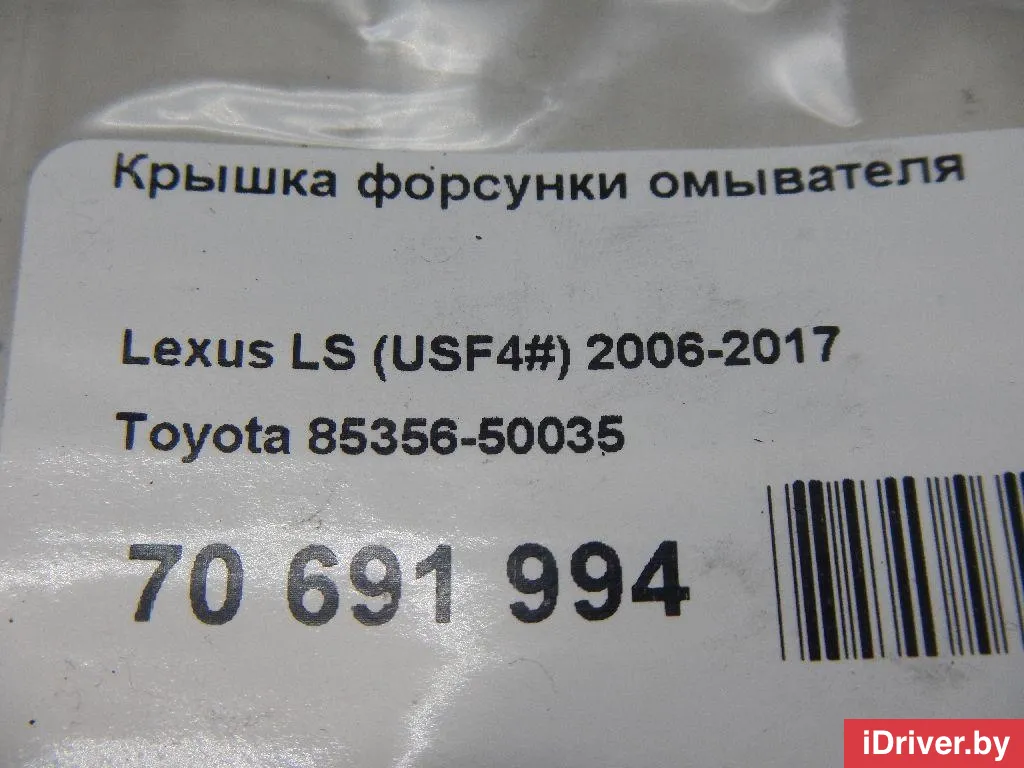 Крышка форсунки омывателя
Lexus LS (USF4#) 2006-2017
Toyota 85356-50035
70 691 994
iDriver.by